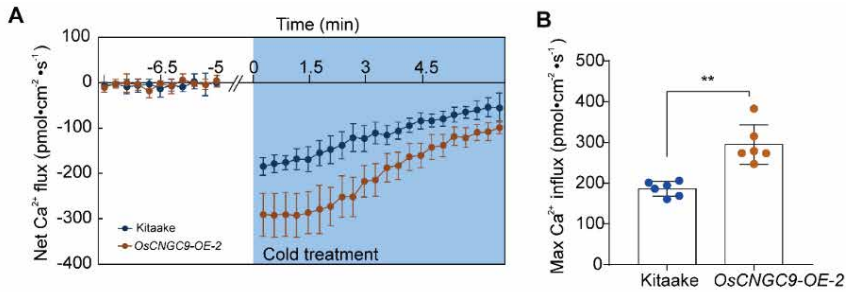 A
Time (min)
Net Ca²⁺ flux (pmol•cm⁻²•s⁻¹)
100
0
-100
-200
-300
-400
-6.5
-5
0
1.5
3
4.5
Kitaake
OsCNGC9-OE-2
Cold treatment
B
Max Ca²⁺ influx (pmol•cm⁻²•s⁻¹)
500
400
300
200
100
0
**
Kitaake
OsCNGC9-OE-2